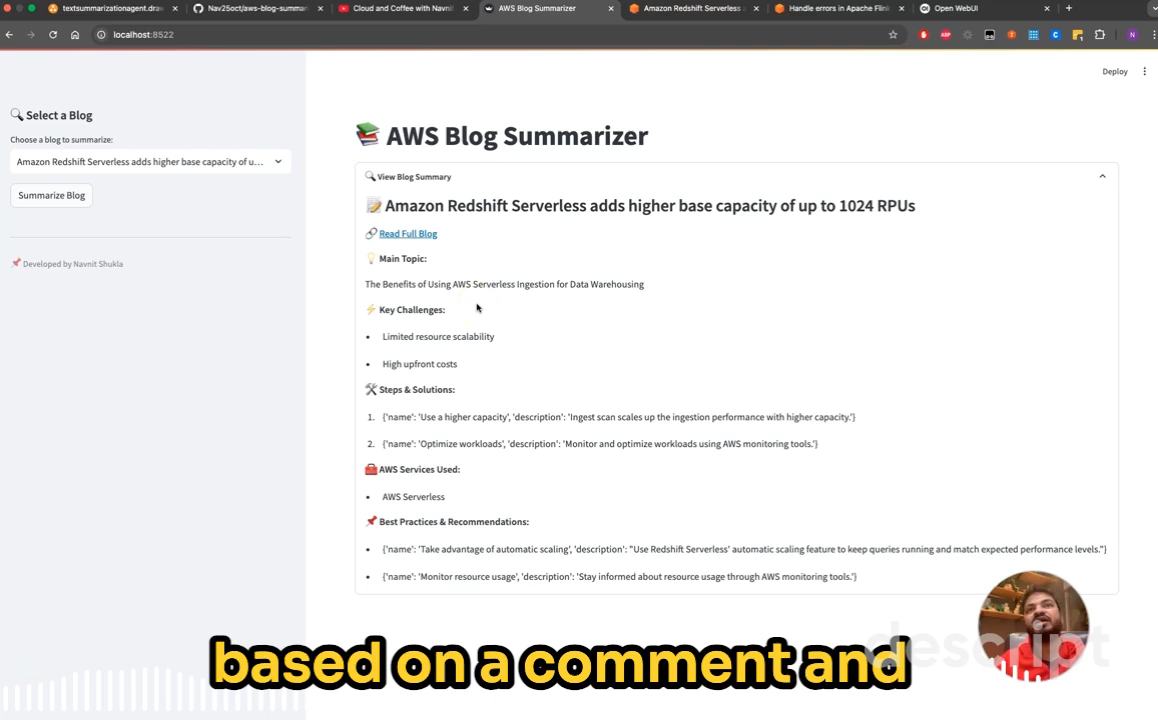 textsummarizationagent.draw
Nav25oct/aws-blog-summar
Cloud and Coffee with Navnit
AWS Blog Summarizer
Amazon Redshift Serverless a
Handle errors in Apache Flink
Open WebUI
localhost:8522
N
Deploy
🔍 Select a Blog
Choose a blog to summarize:
Amazon Redshift Serverless adds higher base capacity of u...
Summarize Blog
📌 Developed by Navnit Shukla
📚 AWS Blog Summarizer
🔍 View Blog Summary
📝 Amazon Redshift Serverless adds higher base capacity of up to 1024 RPUs
🔗 Read Full Blog
💡 Main Topic:
The Benefits of Using AWS Serverless Ingestion for Data Warehousing
⚡ Key Challenges:
• Limited resource scalability
• High upfront costs
🛠 Steps & Solutions:
1. {'name': 'Use a higher capacity', 'description': 'Ingest scan scales up the ingestion performance with higher capacity.'}
2. {'name': 'Optimize workloads', 'description': 'Monitor and optimize workloads using AWS monitoring tools.'}
🧰 AWS Services Used:
• AWS Serverless
📌 Best Practices & Recommendations:
• {'name': 'Take advantage of automatic scaling', 'description': "Use Redshift Serverless' automatic scaling feature to keep queries running and match expected performance levels."}
• {'name': 'Monitor resource usage', 'description': 'Stay informed about resource usage through AWS monitoring tools.'}
descript
based on a comment and